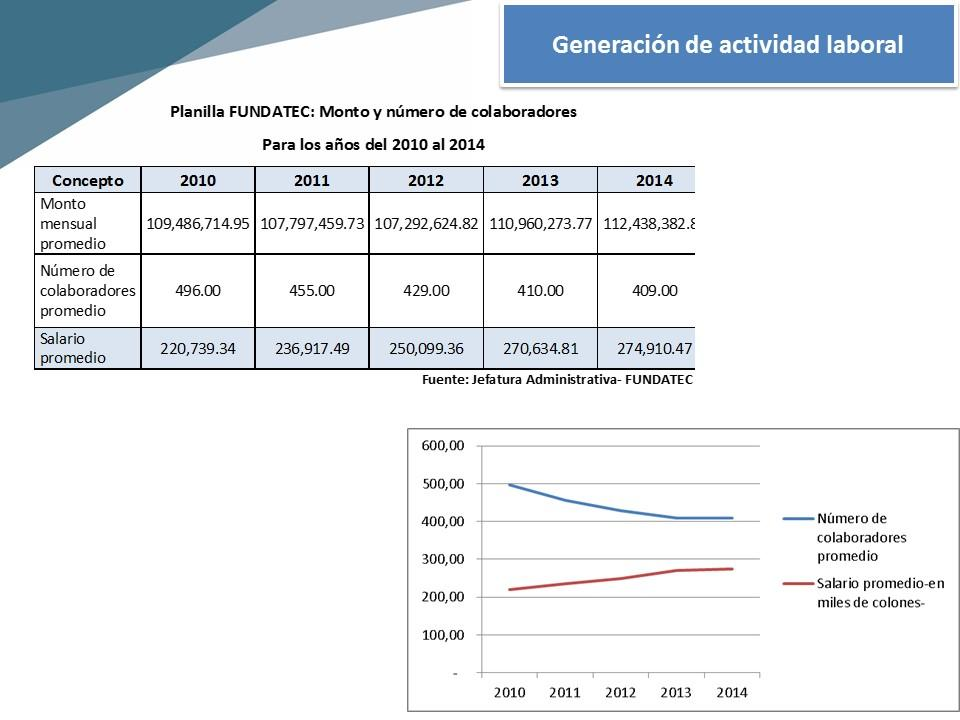 Generación de actividad laboral
Planilla FUNDATEC: Monto y número de colaboradores
Para los años del 2010 al 2014
Concepto 2010 2011 2012 2013 2014
Monto
mensual 109,486,714.95 107,797,459.73 107,292,624.82 110,960,273.77 112,438,382.8
promedio
Número de
colaboradores 496.00 455.00 429.00 410.00 409.00
promedio
Salario
promedio 220,739.34 236,917.49 250,099.36 270,634.81 274,910.47
Fuente: Jefatura Administrativa- FUNDATEC
600,00
500,00
400,00
300,00
200,00
100,00
-
2010 2011 2012 2013 2014
Número de
colaboradores
promedio
Salario promedio-en
miles de colones-